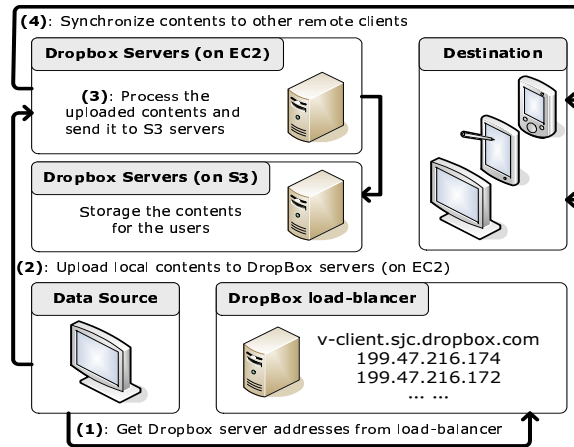 (4): Synchronize contents to other remote clients
Dropbox Servers (on EC2)
(3): Process the
uploaded contents and
send it to S3 servers
Destination
Dropbox Servers (on S3)
Storage the contents
for the users
(2): Upload local contents to DropBox servers (on EC2)
Data Source
DropBox load-blancer
v-client.sjc.dropbox.com
199.47.216.174
199.47.216.172
... ...
(1): Get Dropbox server addresses from load-balancer